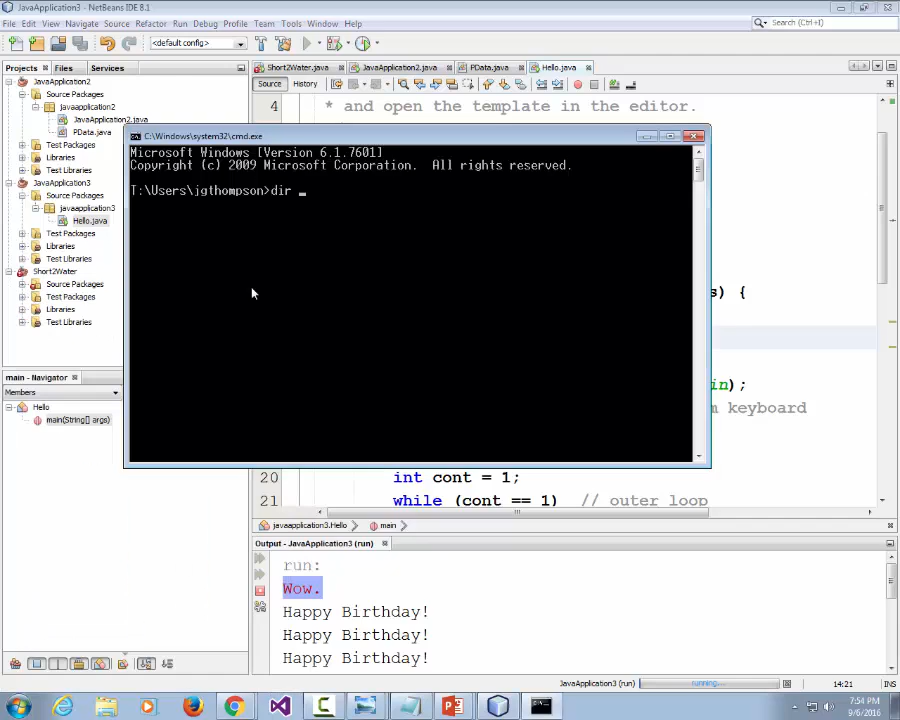 JavaApplication3 - NetBeans IDE 8.1
File Edit View Navigate Source Refactor Run Debug Profile Team Tools Window Help
Search (Ctrl+I)
<default config>
Projects Files Services
Short2Water.java JavaApplication2.java PData.java Hello.java
Source History
JavaApplication2
Source Packages
javaapplication2
JavaApplication2.java
PData.java
Test Packages
Libraries
Test Libraries
JavaApplication3
Source Packages
javaapplication3
Hello.java
Test Packages
Libraries
Test Libraries
Short2Water
Source Packages
Test Packages
Libraries
Test Libraries
4 * and open the template in the editor.
C:\Windows\system32\cmd.exe
Microsoft Windows [Version 6.1.7601]
Copyright (c) 2009 Microsoft Corporation. All rights reserved.
T:\Users\jgthompson>dir _
s) {
in);
m keyboard
20 int cont = 1;
21 while (cont == 1) // outer loop
javaapplication3.Hello main
main - Navigator
Members
Hello
main(String[] args)
Output - JavaApplication3 (run)
run:
Wow.
Happy Birthday!
Happy Birthday!
Happy Birthday!
JavaApplication3 (run) running... 14:21 INS
7:54 PM
9/6/2016